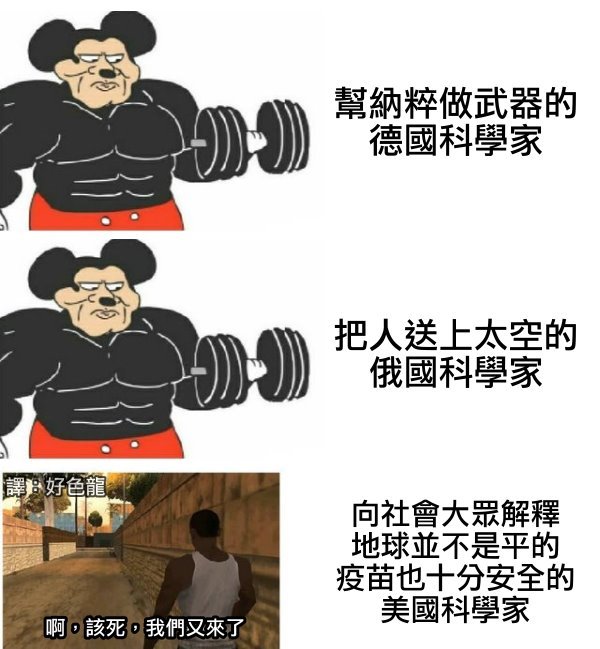 幫納粹做武器的
德國科學家
把人送上太空的
俄國科學家
譯：好色龍
啊，該死，我們又來了
向社會大眾解釋
地球並不是平的
疫苗也十分安全的
美國科學家